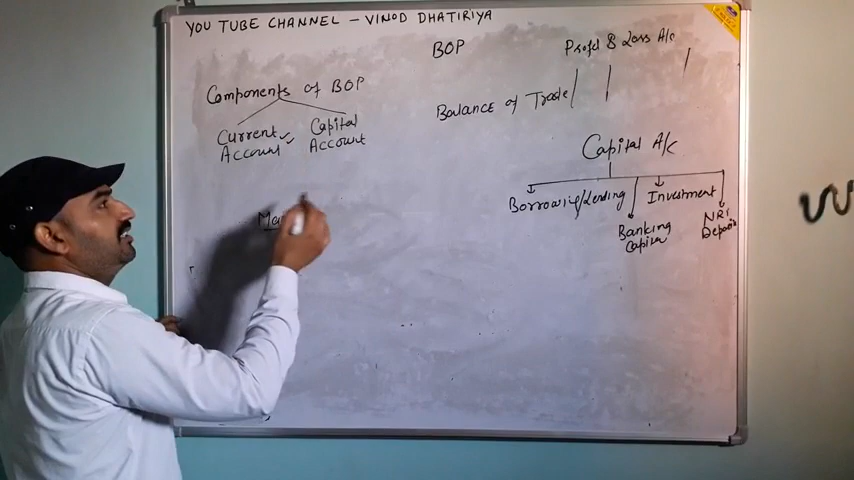 YOU TUBE CHANNEL - VINOD DHATIRIYA
BOP
Profit & Loss A/c
Components of BOP
Balance of Trade
Current
Account
Capital
Account
Capital A/c
Borrowing/Lending
Investment
Banking
Capital
NRI
Deposit